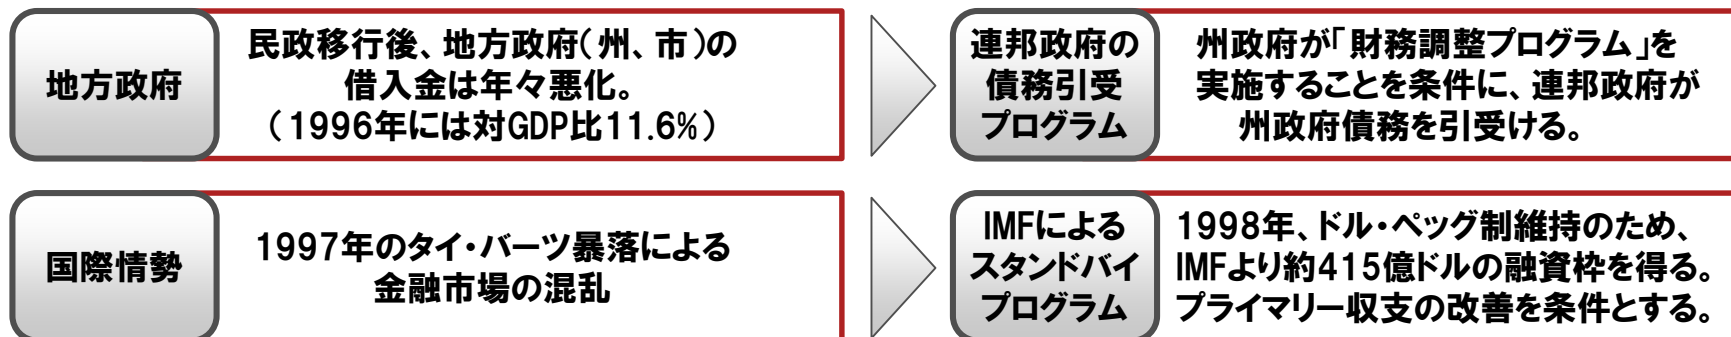 地方政府
民政移行後、地方政府（州、市）の
借入金は年々悪化。
（1996年には対GDP比11.6%）
連邦政府の
債務引受
プログラム
州政府が「財務調整プログラム」を
実施することを条件に、連邦政府が
州政府債務を引受ける。
国際情勢
1997年のタイ・バーツ暴落による
金融市場の混乱
IMFによる
スタンドバイ
プログラム
1998年、ドル・ペッグ制維持のため、
IMFより約415億ドルの融資枠を得る。
プライマリー収支の改善を条件とする。